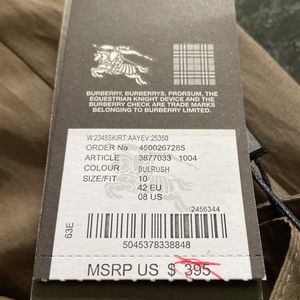 BURBERRY, BURBERRYS, PRORSUM, THE
EQUESTRIAN KNIGHT DEVICE AND THE
BURBERRY CHECK ARE TRADE MARKS
BELONGING TO BURBERRY LIMITED.
W:2345SKIRT:AAYEV:25350
ORDER No 4500267285
ARTICLE 3877033 1004
COLOUR BULRUSH
SIZE/FIT 10
42 EU
08 US
2456344
63E
5045378338848
MSRP US $ 395